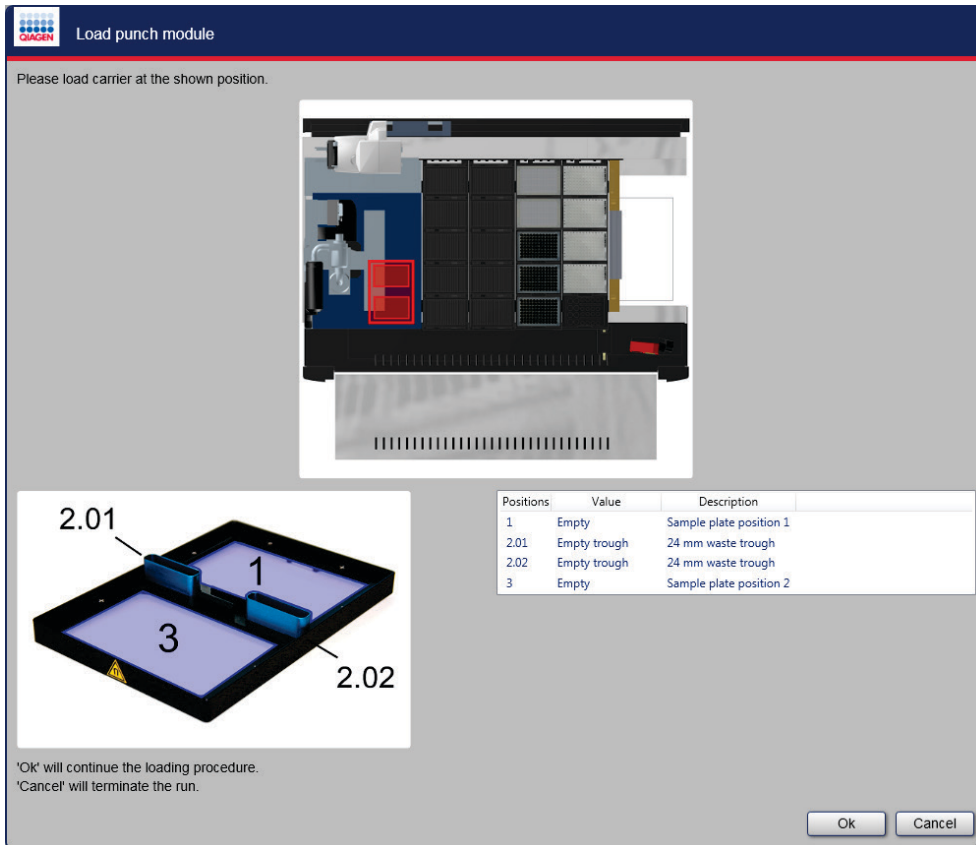 QIAGEN
Load punch module
Please load carrier at the shown position.
2.01
1
3
2.02
Positions Value Description
1 Empty Sample plate position 1
2.01 Empty trough 24 mm waste trough
2.02 Empty trough 24 mm waste trough
3 Empty Sample plate position 2
'Ok' will continue the loading procedure.
'Cancel' will terminate the run.
Ok Cancel